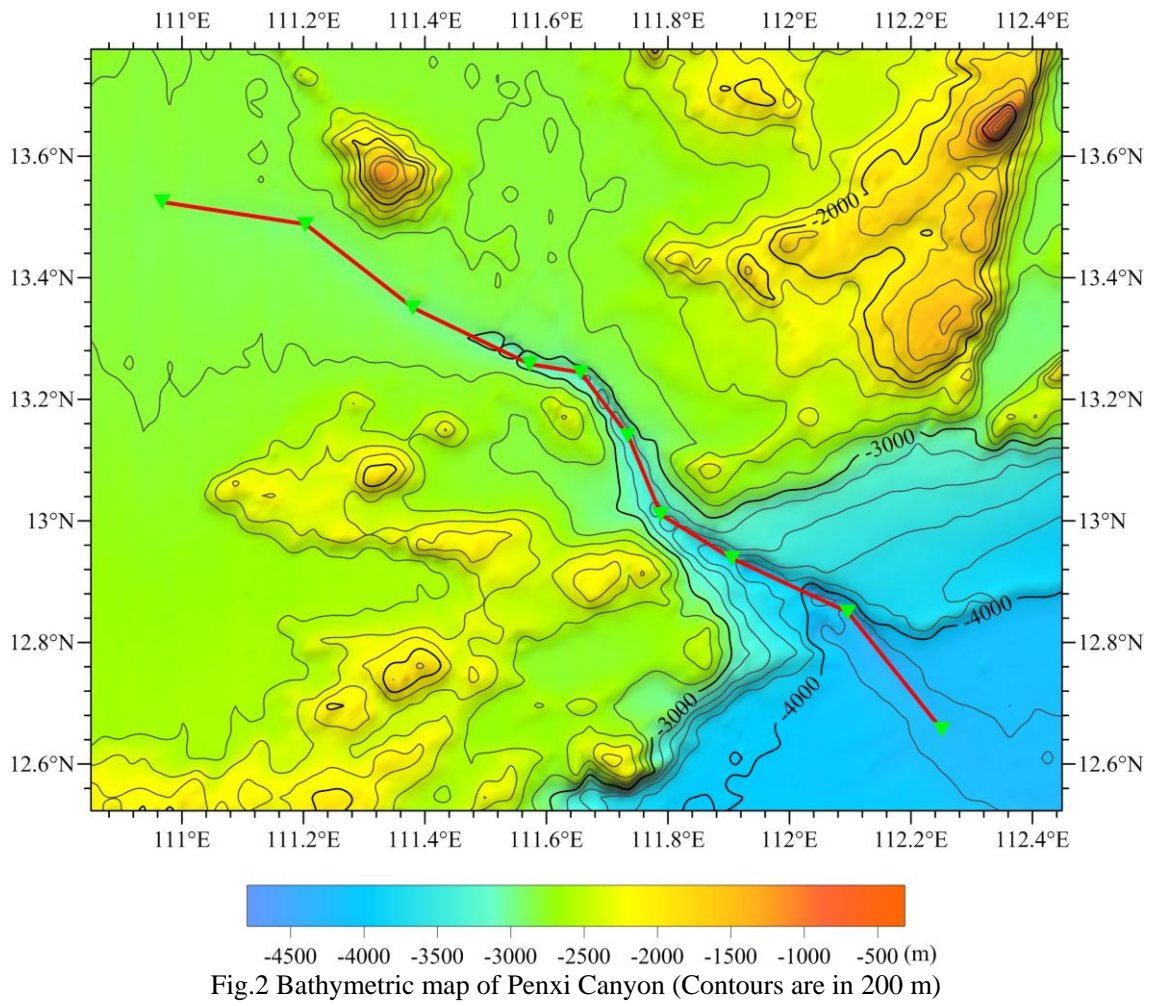 111°E 111.2°E 111.4°E 111.6°E 111.8°E 112°E 112.2°E 112.4°E
13.6°N 13.6°N
-2000
13.4°N 13.4°N
13.2°N 13.2°N
-3000
13°N 13°N
-4000
12.8°N 12.8°N
-3000 -4000
12.6°N 12.6°N
111°E 111.2°E 111.4°E 111.6°E 111.8°E 112°E 112.2°E 112.4°E
-4500 -4000 -3500 -3000 -2500 -2000 -1500 -1000 -500 (m)
Fig.2 Bathymetric map of Penxi Canyon (Contours are in 200 m)